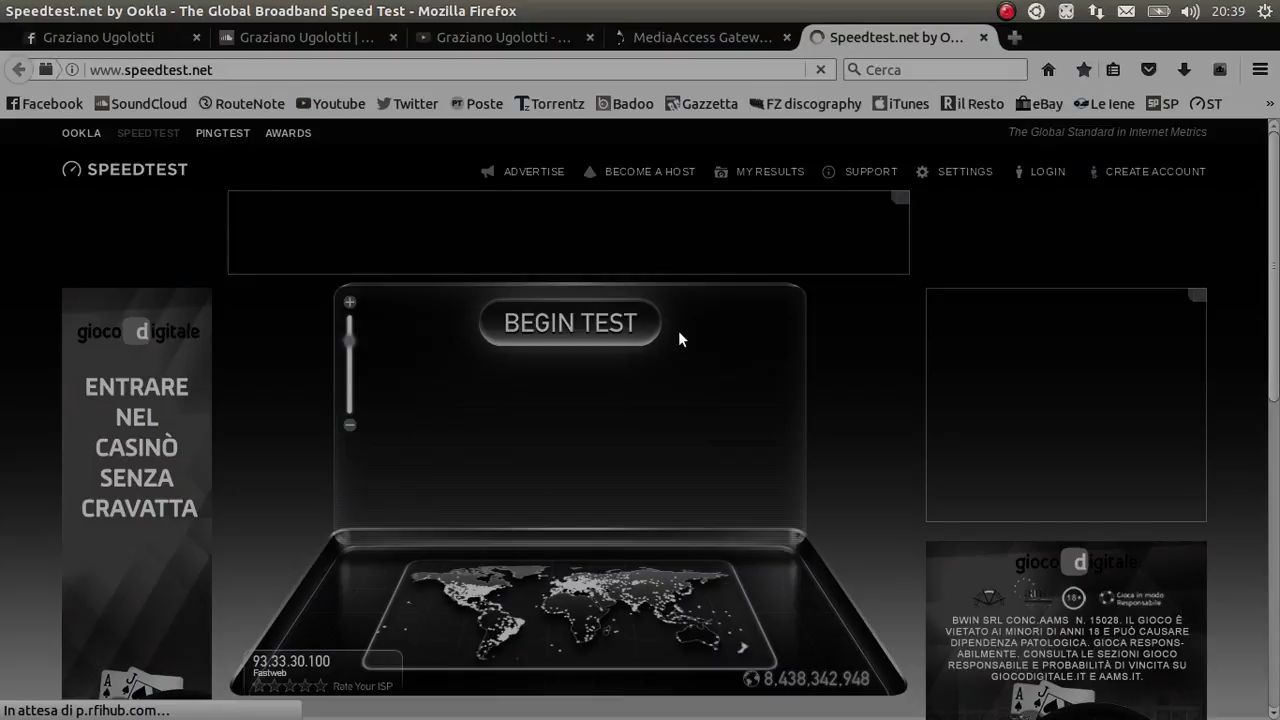 Speedtest.net by Ookla - The Global Broadband Speed Test - Mozilla Firefox
20:39
Graziano Ugolotti
Graziano Ugolotti | ...
Graziano Ugolotti - ...
MediaAccess Gatew...
Speedtest.net by O...
www.speedtest.net
Cerca
Facebook
SoundCloud
RouteNote
Youtube
Twitter
Poste
Torrentz
Badoo
Gazzetta
FZ discography
iTunes
il Resto
eBay
Le Iene
SP
ST
OOKLA SPEEDTEST PINGTEST AWARDS
The Global Standard in Internet Metrics
SPEEDTEST
ADVERTISE BECOME A HOST MY RESULTS SUPPORT SETTINGS LOGIN CREATE ACCOUNT
BEGIN TEST
gioco digitale
ENTRARE
NEL
CASINÒ
SENZA
CRAVATTA
93.33.30.100
Fastweb
Rate Your ISP
8,438,342,948
gioco digitale
18+
Gioca in modo
Responsabile
BWIN SRL CONC.AAMS N. 15028. IL GIOCO È
VIETATO AI MINORI DI ANNI 18 E PUÒ CAUSARE
DIPENDENZA PATOLOGICA. GIOCA RESPONS-
ABILMENTE. CONSULTA LE SEZIONI GIOCO
RESPONSABILE E PROBABILITÀ DI VINCITA SU
GIOCODIGITALE.IT E AAMS.IT.
In attesa di p.rfihub.com...